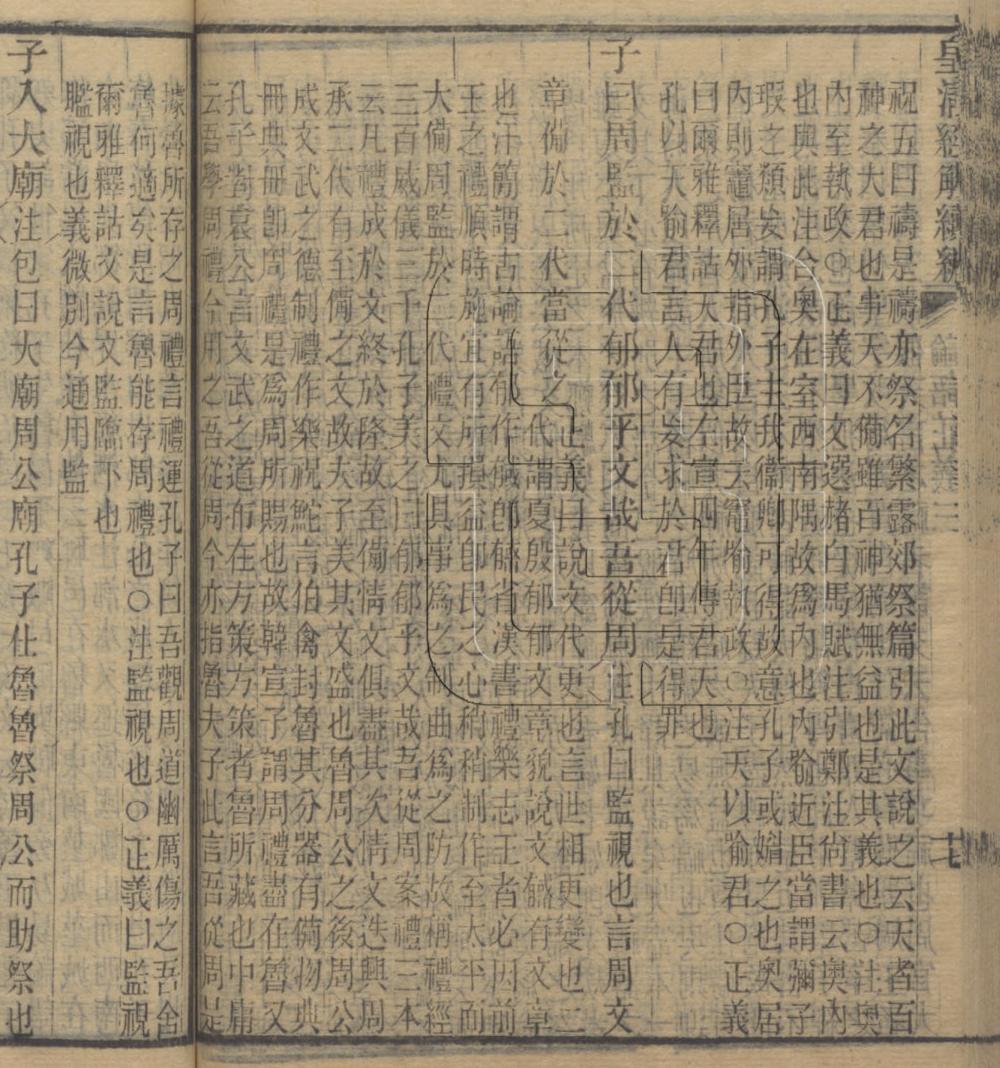 皇清經解續編
論語正義三
祝五曰禱是禱亦祭名繁露郊祭篇引此文說之云天者百
神之大君也事天不備雖百神猶無益也是其義也○注奧
內至執政○正義曰文選赭白馬賦注引鄭注尙書云奧內
也與此注合奧在室西南隅故爲內也內喻近臣當謂彌子
瑕之類妄謂孔子主我衞卿可得故意孔子或媚之也奧居
內則竈居外指外臣故云竈喻執政○注天以喻君○正義
曰爾雅釋詁天君也左宣四年傳君天也
孔以天喻君言人有妄求於君卽是得罪
子曰周監於二代郁郁乎文哉吾從周注孔曰監視也言周文
章備於二代當從之正義曰說文代更也言世相更變也二
代謂夏殷郁郁文章貌說文䣭有文章
也汗簡謂古論語郁作䣭卽䣭省漢書禮樂志王者必因前
王之禮順時施宜有所損益卽民之心稍稍制作至太平而
大備周監於二代禮文尤具事爲之制曲爲之防故稱禮經
三百威儀三千孔子美之曰郁郁乎文哉吾從周案禮三本
云凡禮成於文終於隆故至備情文俱盡其次情文迭興周
承二代有至備之文故夫子美其文盛也魯周公之後周公
成文武之德制禮作樂祝鮀言伯禽封魯其分器有備物典
冊典冊卽周禮是爲周所賜也故韓宣子謂周禮盡在魯又
孔子對哀公言文武之道布在方策方策者魯所藏也中庸
云吾學周禮今用之吾從周今亦指魯夫子此言吾從周是
據魯所存之周禮言禮運孔子曰吾觀周道幽厲傷之吾舍
魯何適矣是言魯能存周禮也○注監視也○正義曰監視
爾雅釋詁文說文監臨下也
䰐視也義微別今通用監
子入大廟注包曰大廟周公廟孔子仕魯魯祭周公而助祭也